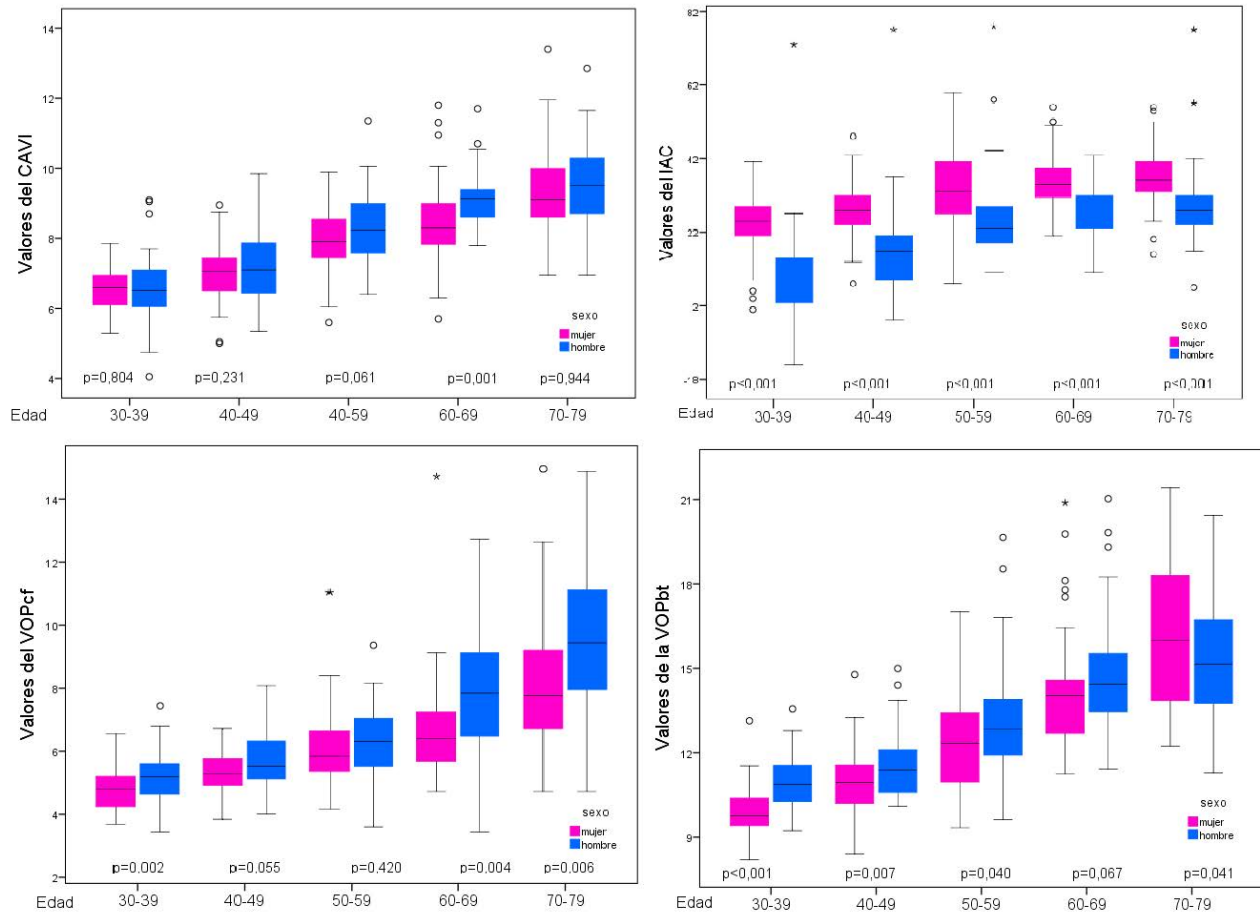 Valores del CAVI
14
12
10
8
6
4
sexo
mujer
hombre
p=0,804 p=0,231 p=0,061 p=0,001 p=0,944
Edad 30-39 40-49 40-59 60-69 70-79
Valores del IAC
82
62
42
22
2
-18
sexo
mujer
hombre
p<0,001 p<0,001 p<0,001 p<0,001 p<0,001
Edad 30-39 40-49 50-59 60-69 70-79
Valores del VOPcf
14
12
10
8
6
4
2
sexo
mujer
hombre
p=0,002 p=0,055 p=0,420 p=0,004 p=0,006
Edad 30-39 40-49 50-59 60-69 70-79
Valores de la VOPbt
21
18
15
12
9
sexo
mujer
hombre
p<0,001 p=0,007 p=0,040 p=0,067 p=0,041
Edad 30-39 40-49 50-59 60-69 70-79